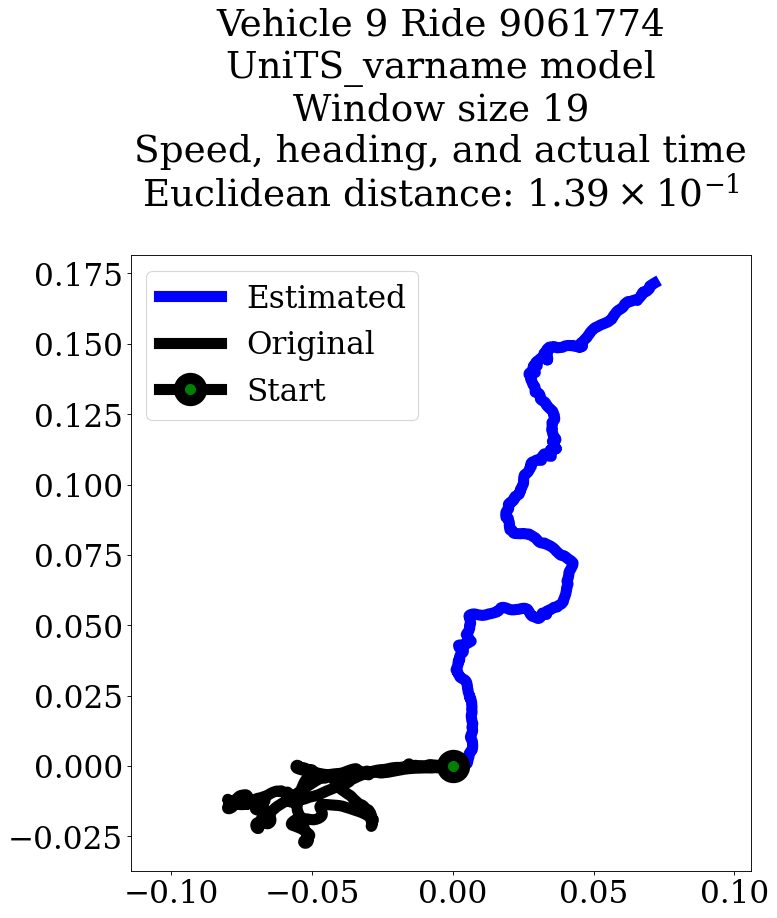 Vehicle 9 Ride 9061774
UniTS_varname model
Window size 19
Speed, heading, and actual time
Euclidean distance: 1.39 × 10⁻¹
Estimated
Original
Start
0.175
0.150
0.125
0.100
0.075
0.050
0.025
0.000
−0.025
−0.10 −0.05 0.00 0.05 0.10